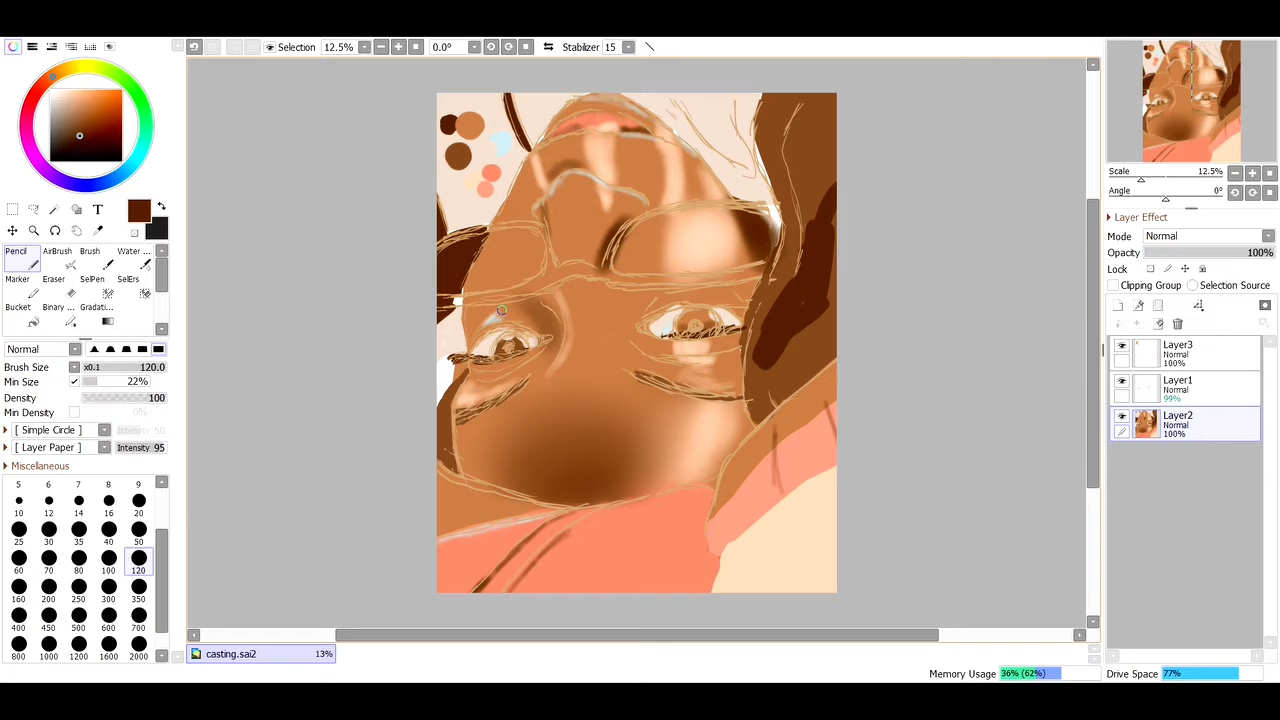 Selection 12.5% 0.0° Stabilizer 15
T
Pencil AirBrush Brush Water ...
Marker Eraser SelPen SelErs
Bucket Binary ... Gradati...
Normal
Brush Size x0.1 120.0
Min Size 22%
Density 100
Min Density 0%
[ Simple Circle ] Intensity 50
[ Layer Paper ] Intensity 95
Miscellaneous
5 6 7 8 9
10 12 14 16 20
25 30 35 40 50
60 70 80 100 120
160 200 250 300 350
400 450 500 600 700
800 1000 1200 1600 2000
casting.sai2 13%
Memory Usage 36% (62%) Drive Space 77%
Scale 12.5%
Angle 0°
Layer Effect
Mode Normal
Opacity 100%
Lock
Clipping Group Selection Source
Layer3
Normal
100%
Layer1
Normal
99%
Layer2
Normal
100%